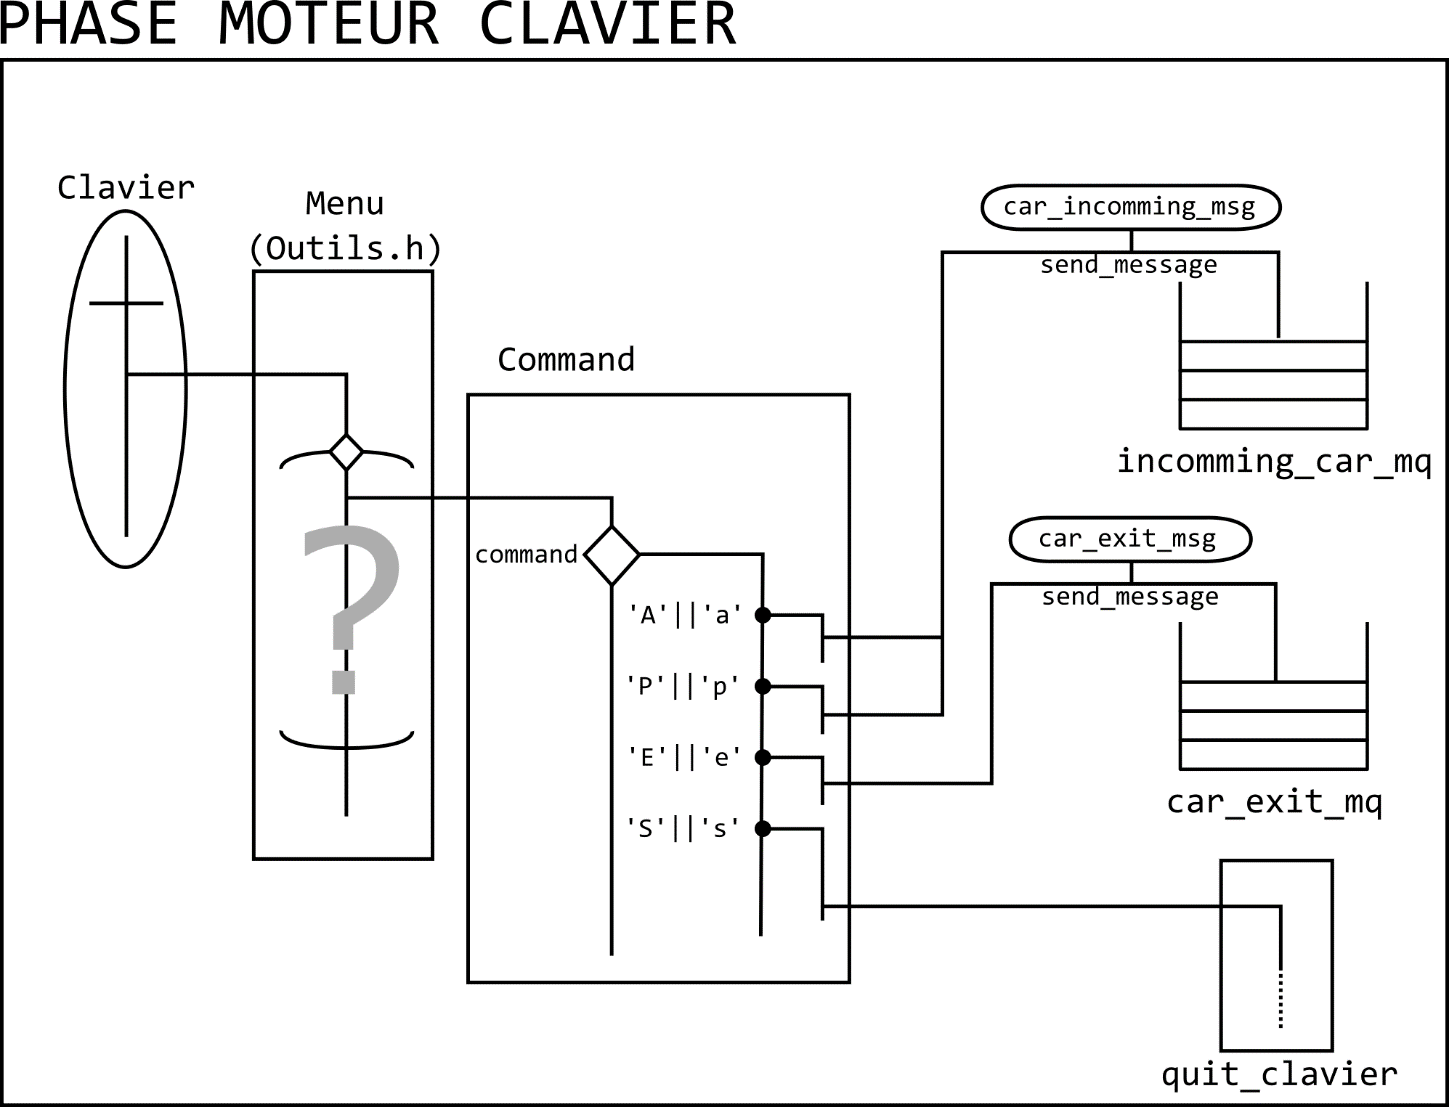 PHASE MOTEUR CLAVIER
Clavier
Menu
(Outils.h)
?
Command
command
'A'||'a'
'P'||'p'
'E'||'e'
'S'||'s'
car_incomming_msg
send_message
incomming_car_mq
car_exit_msg
send_message
car_exit_mq
quit_clavier